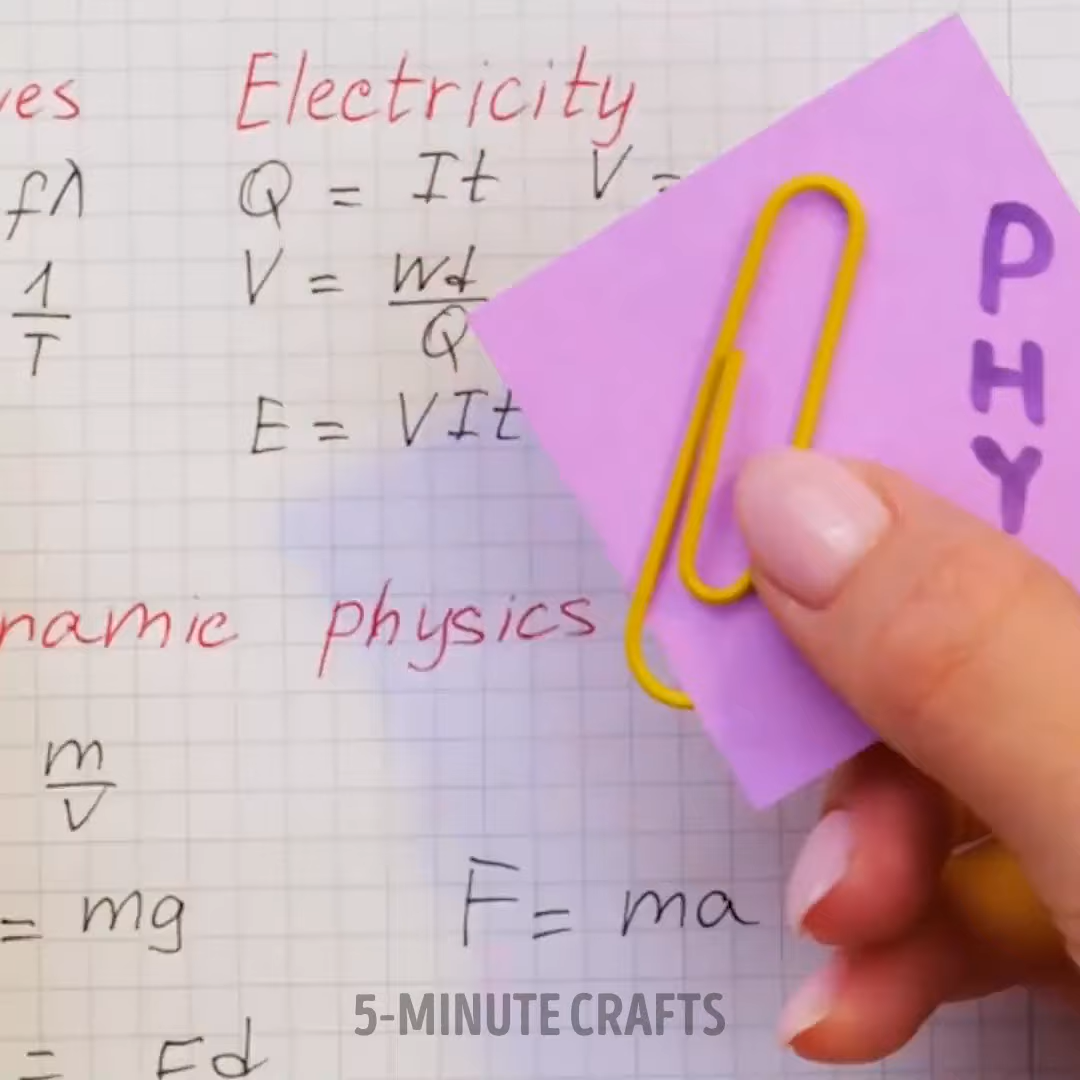 ves Electricity
fλ Q = It V =
1/T V = Wd/Q
E = VIt
namic physics
m/V
= mg F = ma
= Fd
P
H
Y
5-MINUTE CRAFTS